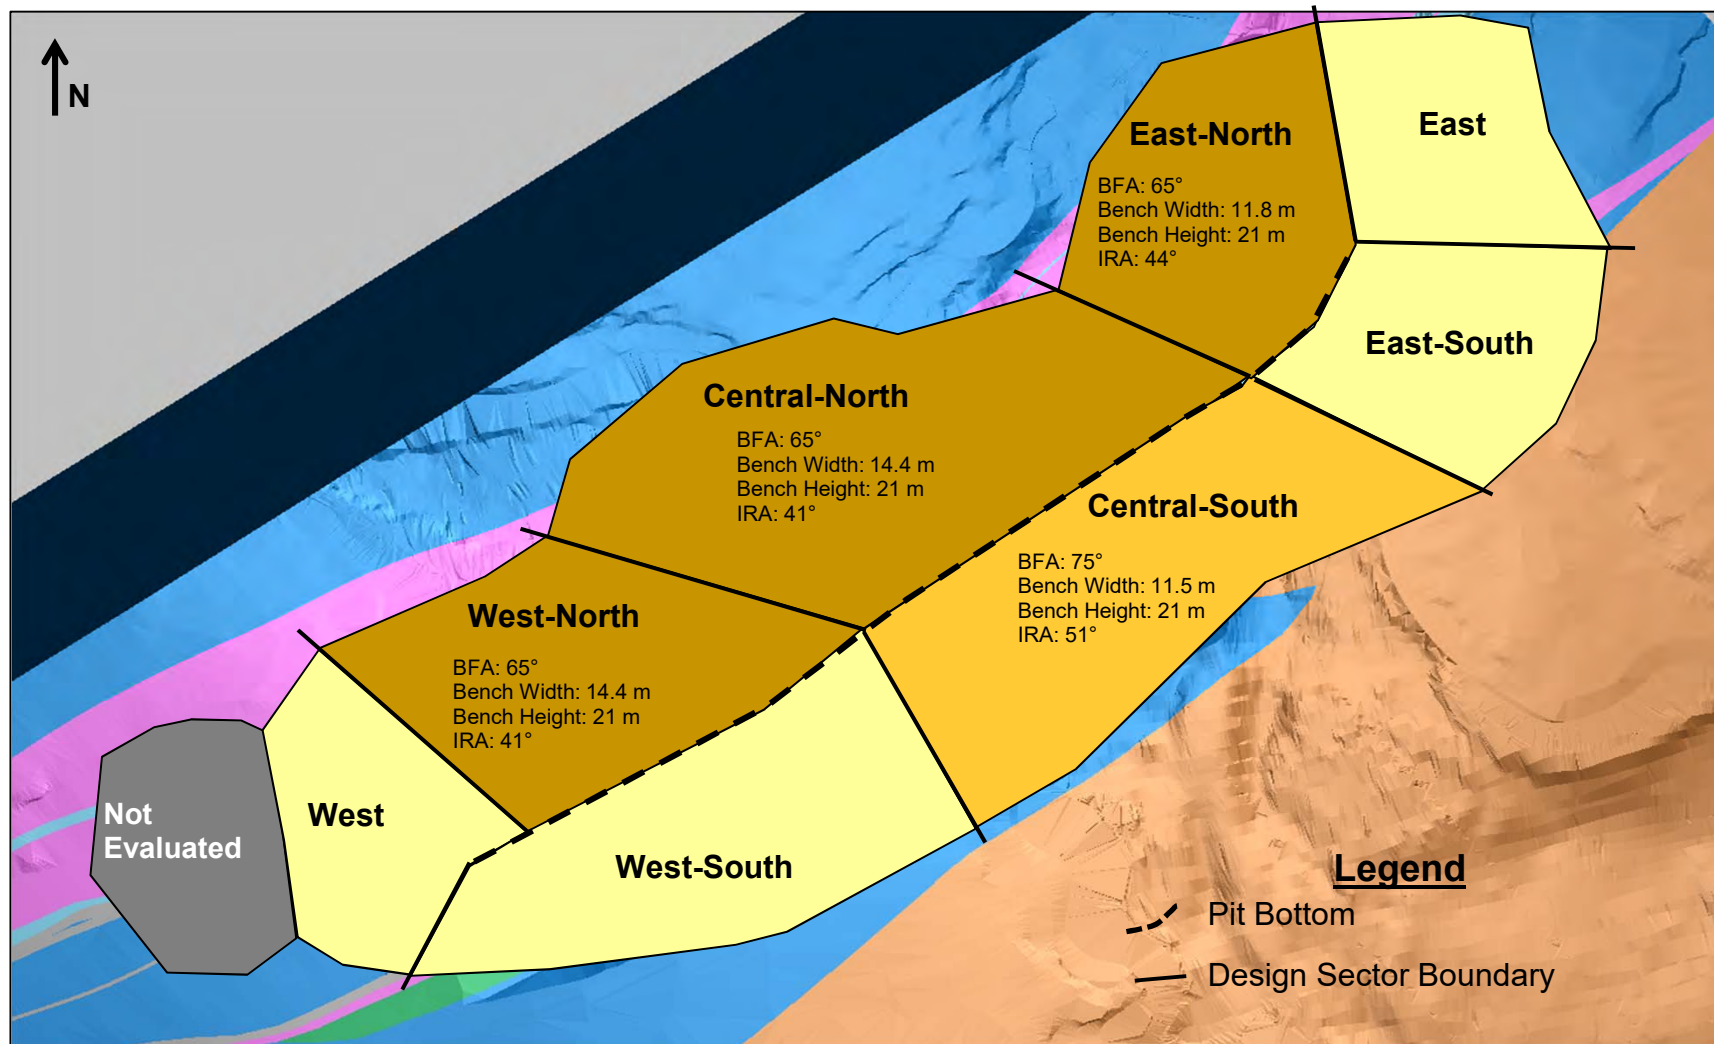 N
East-North
BFA: 65°
Bench Width: 11.8 m
Bench Height: 21 m
IRA: 44°
East
East-South
Central-North
BFA: 65°
Bench Width: 14.4 m
Bench Height: 21 m
IRA: 41°
Central-South
BFA: 75°
Bench Width: 11.5 m
Bench Height: 21 m
IRA: 51°
West-North
BFA: 65°
Bench Width: 14.4 m
Bench Height: 21 m
IRA: 41°
Not
Evaluated
West
West-South
Legend
Pit Bottom
Design Sector Boundary